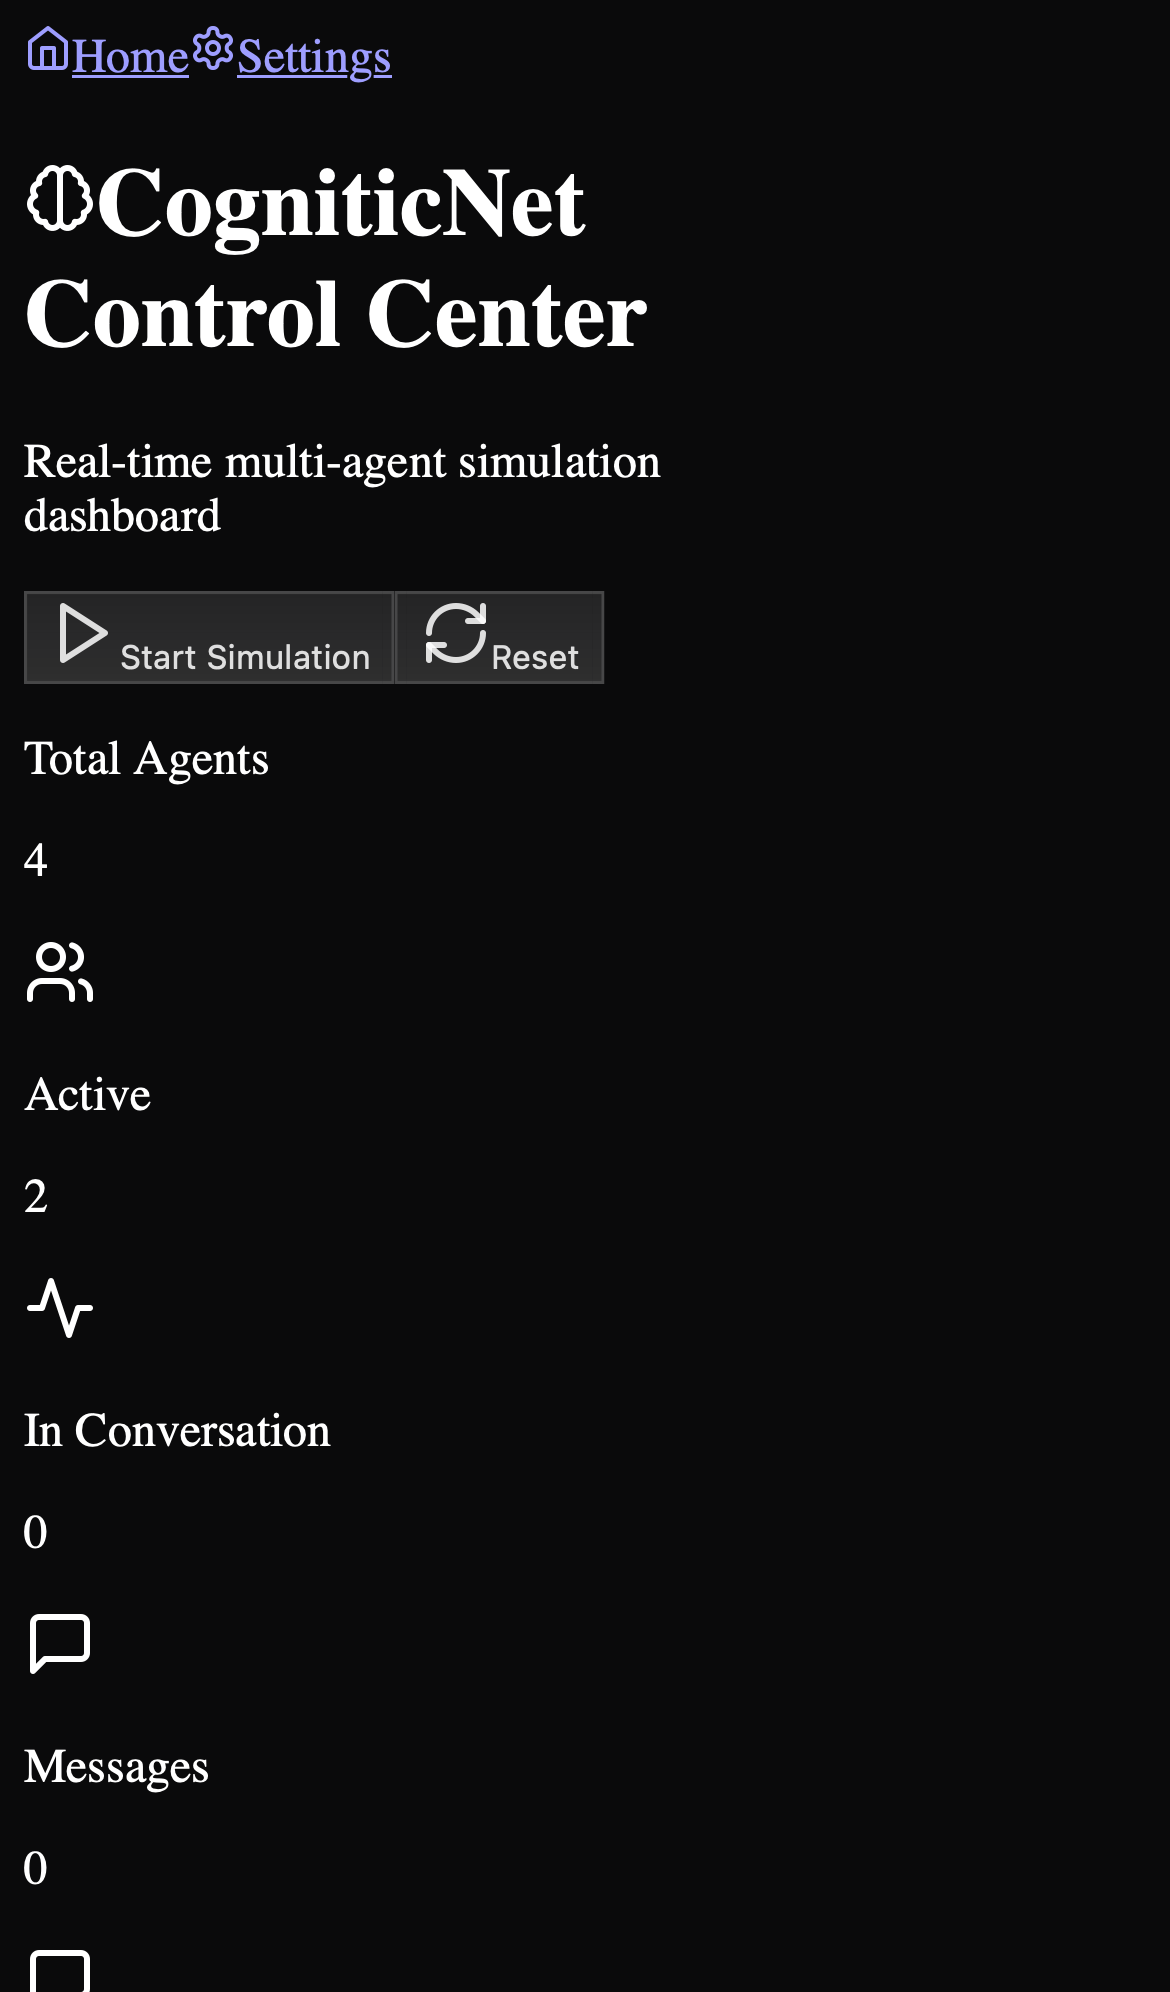 Home Settings
CogniticNet
Control Center
Real-time multi-agent simulation
dashboard
Start Simulation Reset
Total Agents
4
Active
2
In Conversation
0
Messages
0